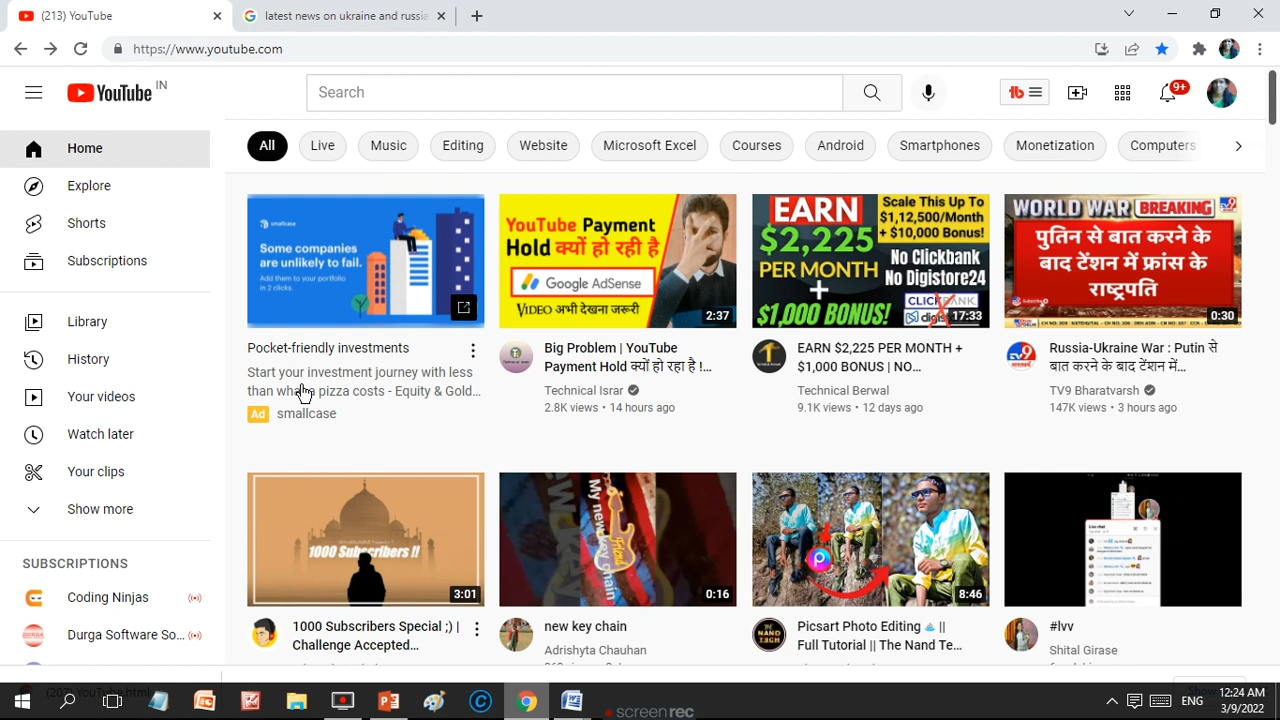 (213) YouTube
latest news on ukraine and russia
https://www.youtube.com
YouTube IN
Search
9+
Home
Explore
Shorts
Subscriptions
Library
History
Your videos
Watch later
Your clips
Show more
SUBSCRIPTIONS
Coding Ninjas
Durga Software So...
All
Live
Music
Editing
Website
Microsoft Excel
Courses
Android
Smartphones
Monetization
Computers
smallcase
Some companies
are unlikely to fail.
Add them to your portfolio
in 2 clicks.
Pocket-friendly investments
Start your investment journey with less
than what a pizza costs - Equity & Gold...
Ad smallcase
YouTube Payment
Hold क्यों हो रही है
Google AdSense
VIDEO अभी देखना जरूरी
2:37
Big Problem | YouTube
Payment Hold क्यों हो रहा है !...
Technical Israr
2.8K views • 14 hours ago
EARN
$2,225
PER MONTH
+
$1,000 BONUS!
Scale This Up To
$1,12,500/Month
+ $10,000 Bonus!
No Clickbank
No Digistore24
17:33
EARN $2,225 PER MONTH +
$1,000 BONUS | NO...
Technical Berwal
9.1K views • 12 days ago
WORLD WAR BREAKING
पुतिन से बात करने के
बाद टेंशन में फ्रांस के
राष्ट्रपति
0:30
Russia-Ukraine War : Putin से
बात करने के बाद टेंशन में...
TV9 Bharatvarsh
147K views • 3 hours ago
1000 Subscribers !!
3:01
1000 Subscribers Special ;) |
Challenge Accepted...
My new key chain
0:16
new key chain
Adrishyta Chauhan
8:46
Picsart Photo Editing ||
Full Tutorial || The Nand Te...
Live chat
#lvv
Shital Girase
(207) YouTube.html
ENG
12:24 AM
3/9/2022
screenrec